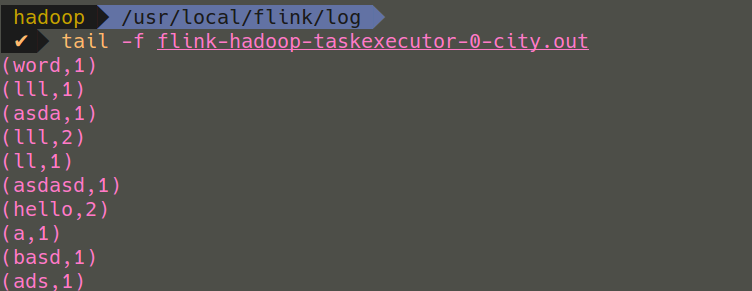 hadoop /usr/local/flink/log
✔ tail -f flink-hadoop-taskexecutor-0-city.out
(word,1)
(lll,1)
(asda,1)
(lll,2)
(ll,1)
(asdasd,1)
(hello,2)
(a,1)
(basd,1)
(ads,1)